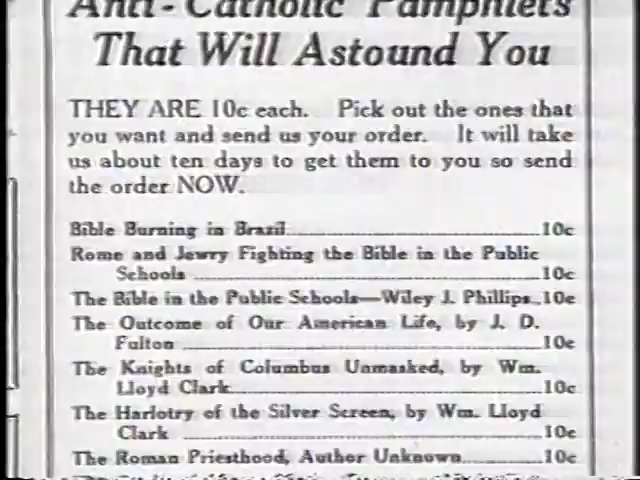 Anti-Catholic Pamphlets
That Will Astound You
THEY ARE 10c each. Pick out the ones that
you want and send us your order. It will take
us about ten days to get them to you so send
the order NOW.
Bible Burning in Brazil 10c
Rome and Jewry Fighting the Bible in the Public
Schools 10c
The Bible in the Public Schools—Wiley J. Phillips 10c
The Outcome of Our American Life, by J. D.
Fulton 10c
The Knights of Columbus Unmasked, by Wm.
Lloyd Clark 10c
The Harlotry of the Silver Screen, by Wm. Lloyd
Clark 10c
The Roman Priesthood, Author Unknown 10c